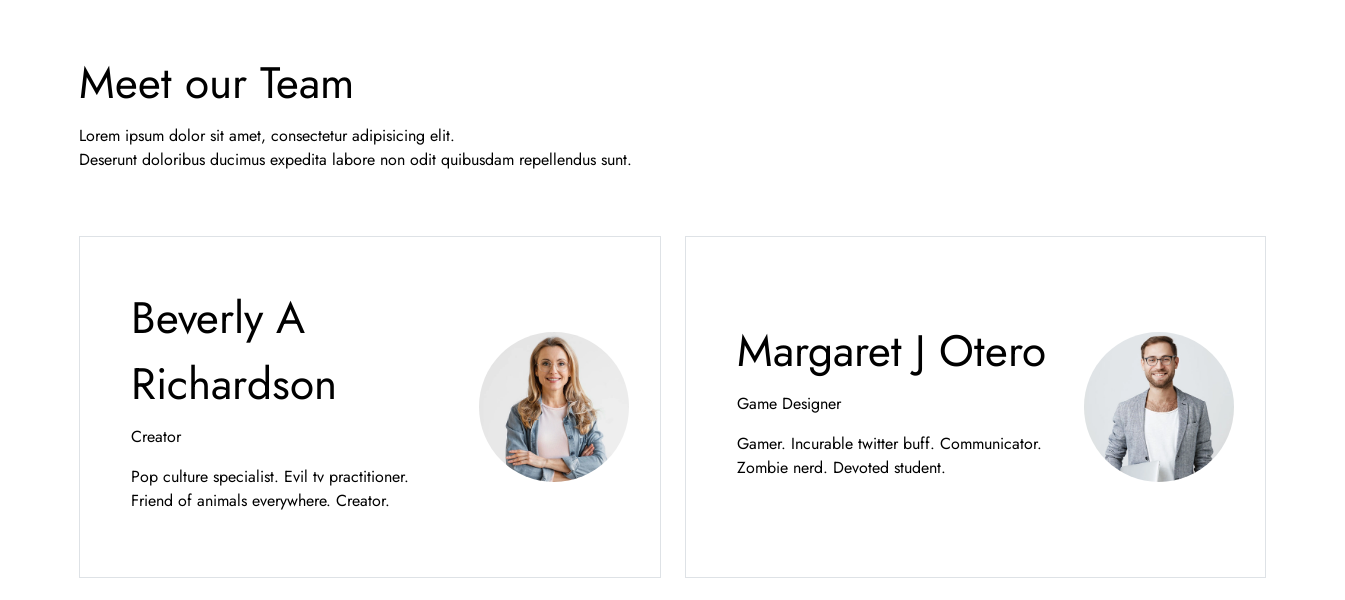 Meet our Team
Lorem ipsum dolor sit amet, consectetur adipisicing elit.
Deserunt doloribus ducimus expedita labore non odit quibusdam repellendus sunt.
Beverly A
Richardson
Creator
Pop culture specialist. Evil tv practitioner.
Friend of animals everywhere. Creator.
Margaret J Otero
Game Designer
Gamer. Incurable twitter buff. Communicator.
Zombie nerd. Devoted student.